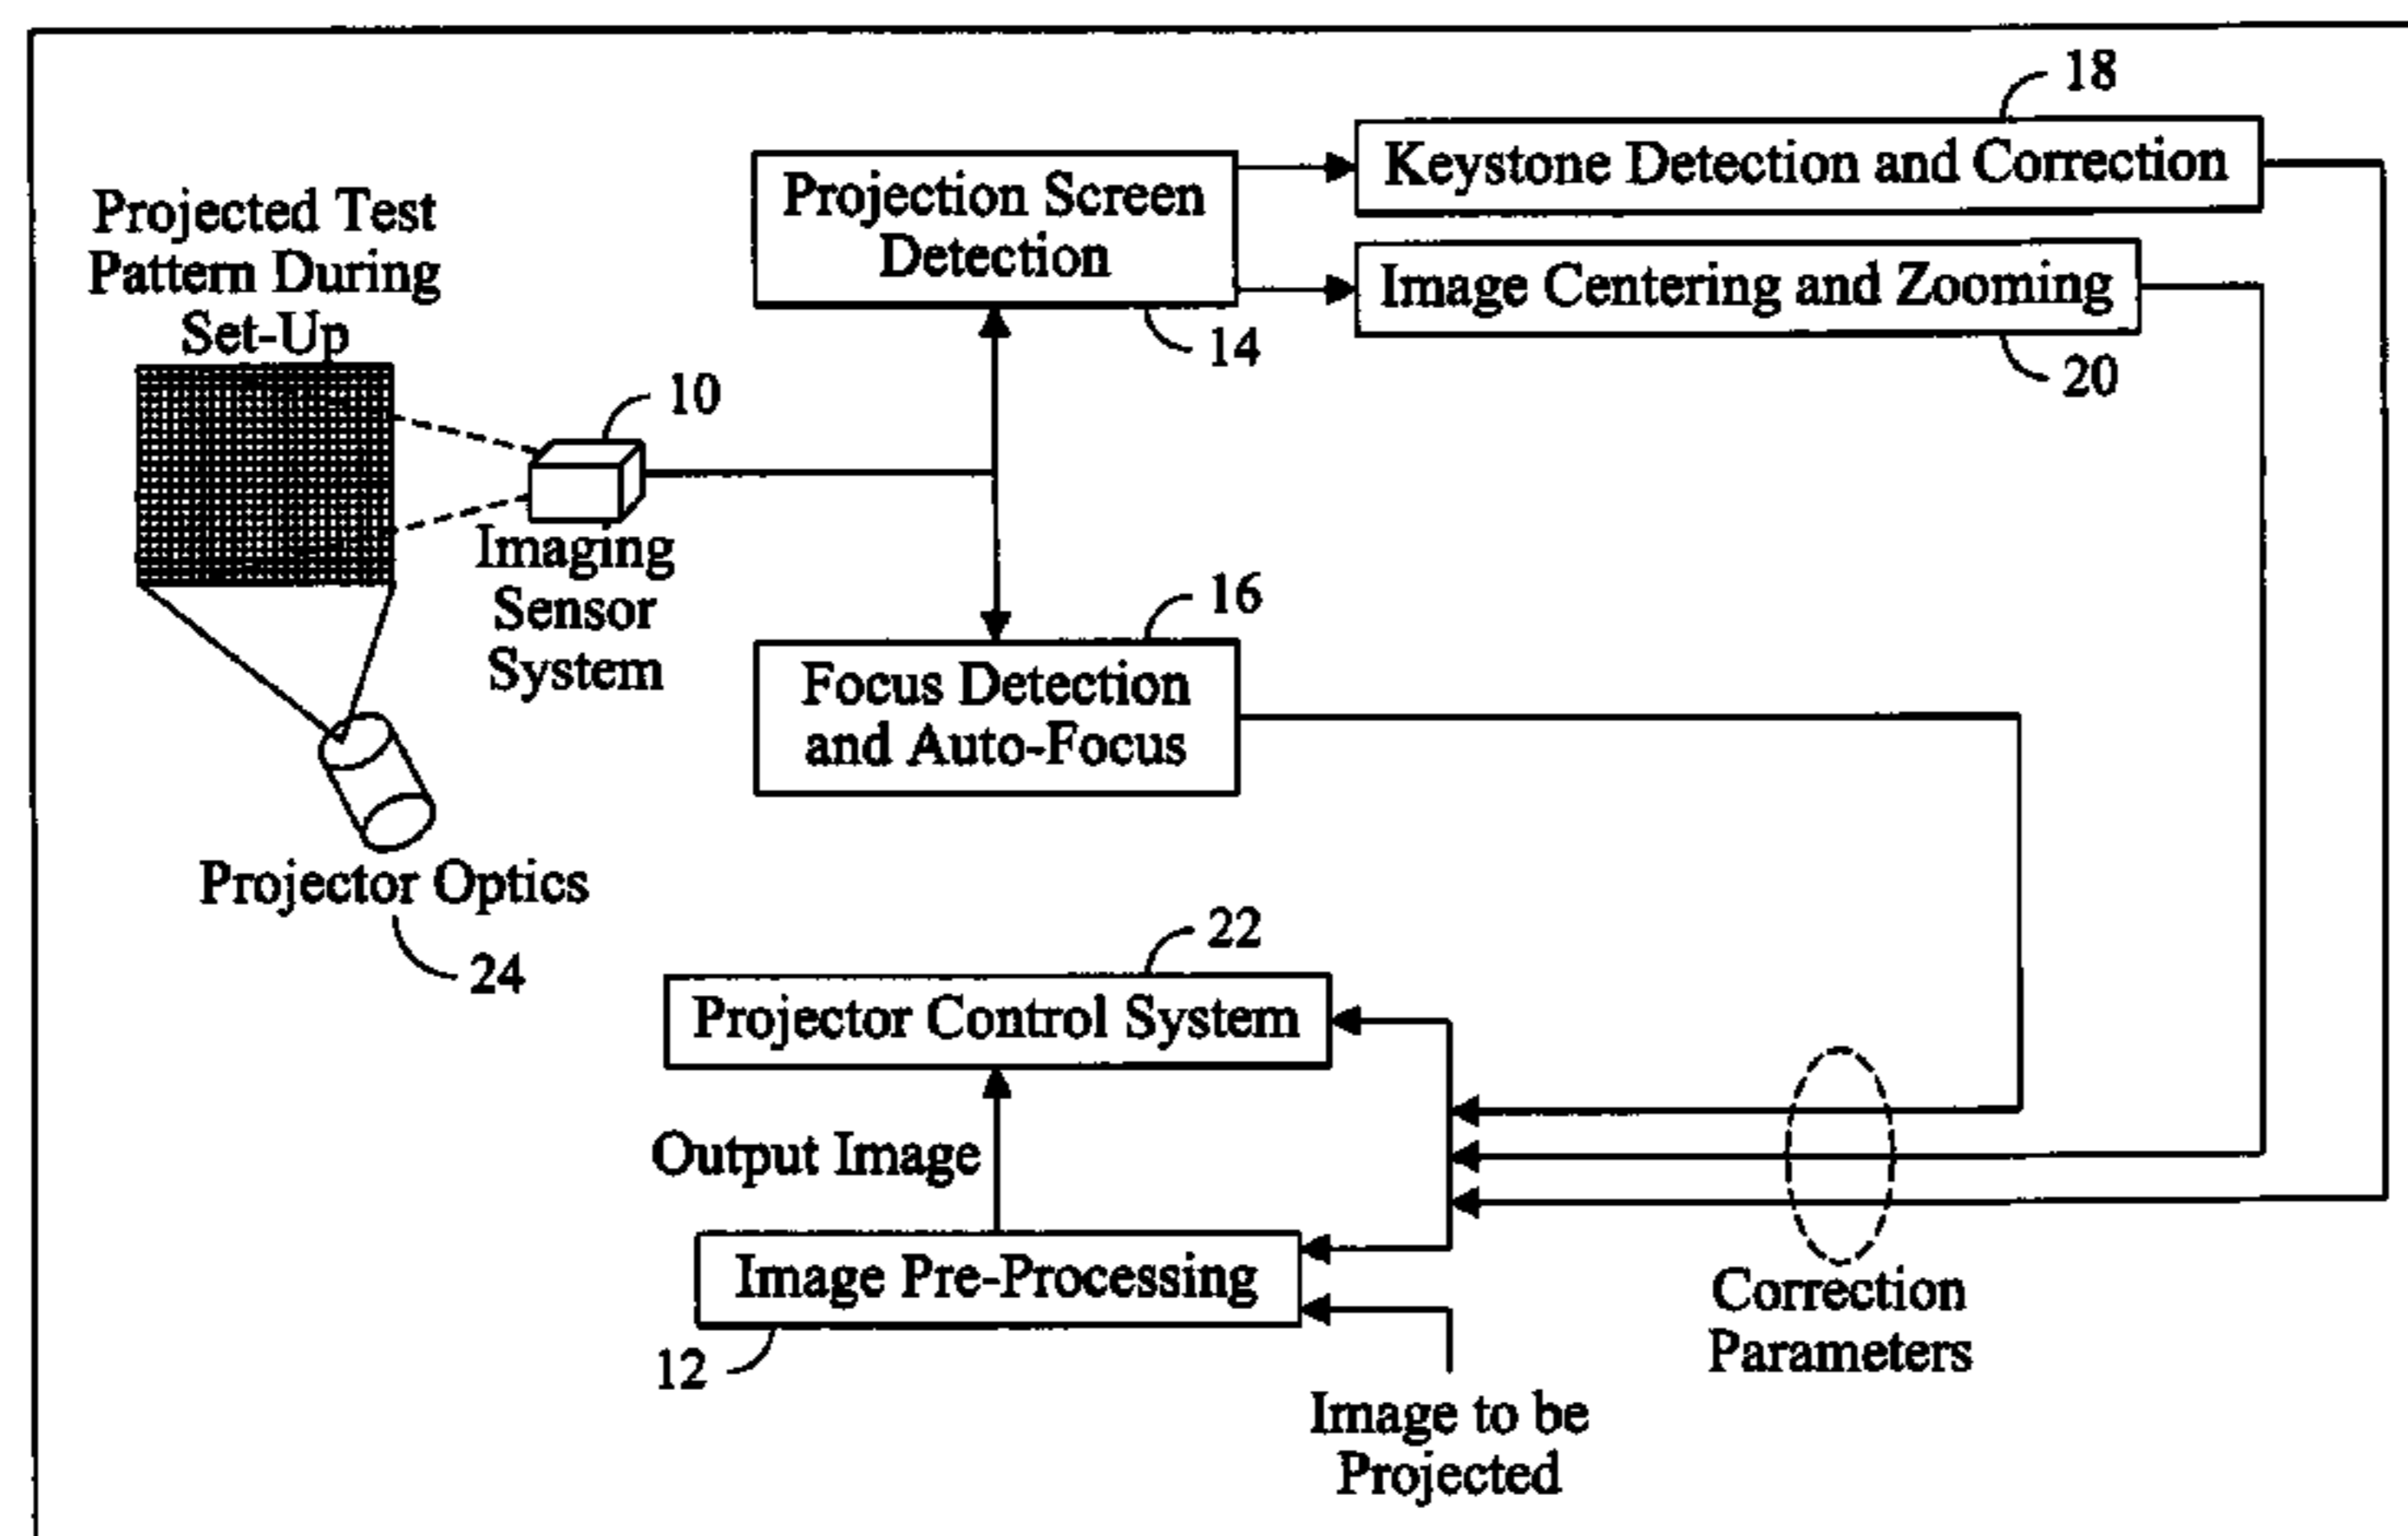 18
Keystone Detection and Correction
Projection Screen
Detection
Projected Test
Pattern During
Set-Up
Image Centering and Zooming
14
20
10
Imaging
Sensor
System
16
Focus Detection
and Auto-Focus
Projector Optics
24
22
Projector Control System
Output Image
Image Pre-Processing
12
Correction
Parameters
Image to be
Projected